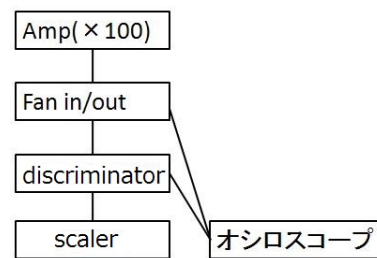 Amp(×100)
Fan in/out
discriminator
scaler
オシロスコープ